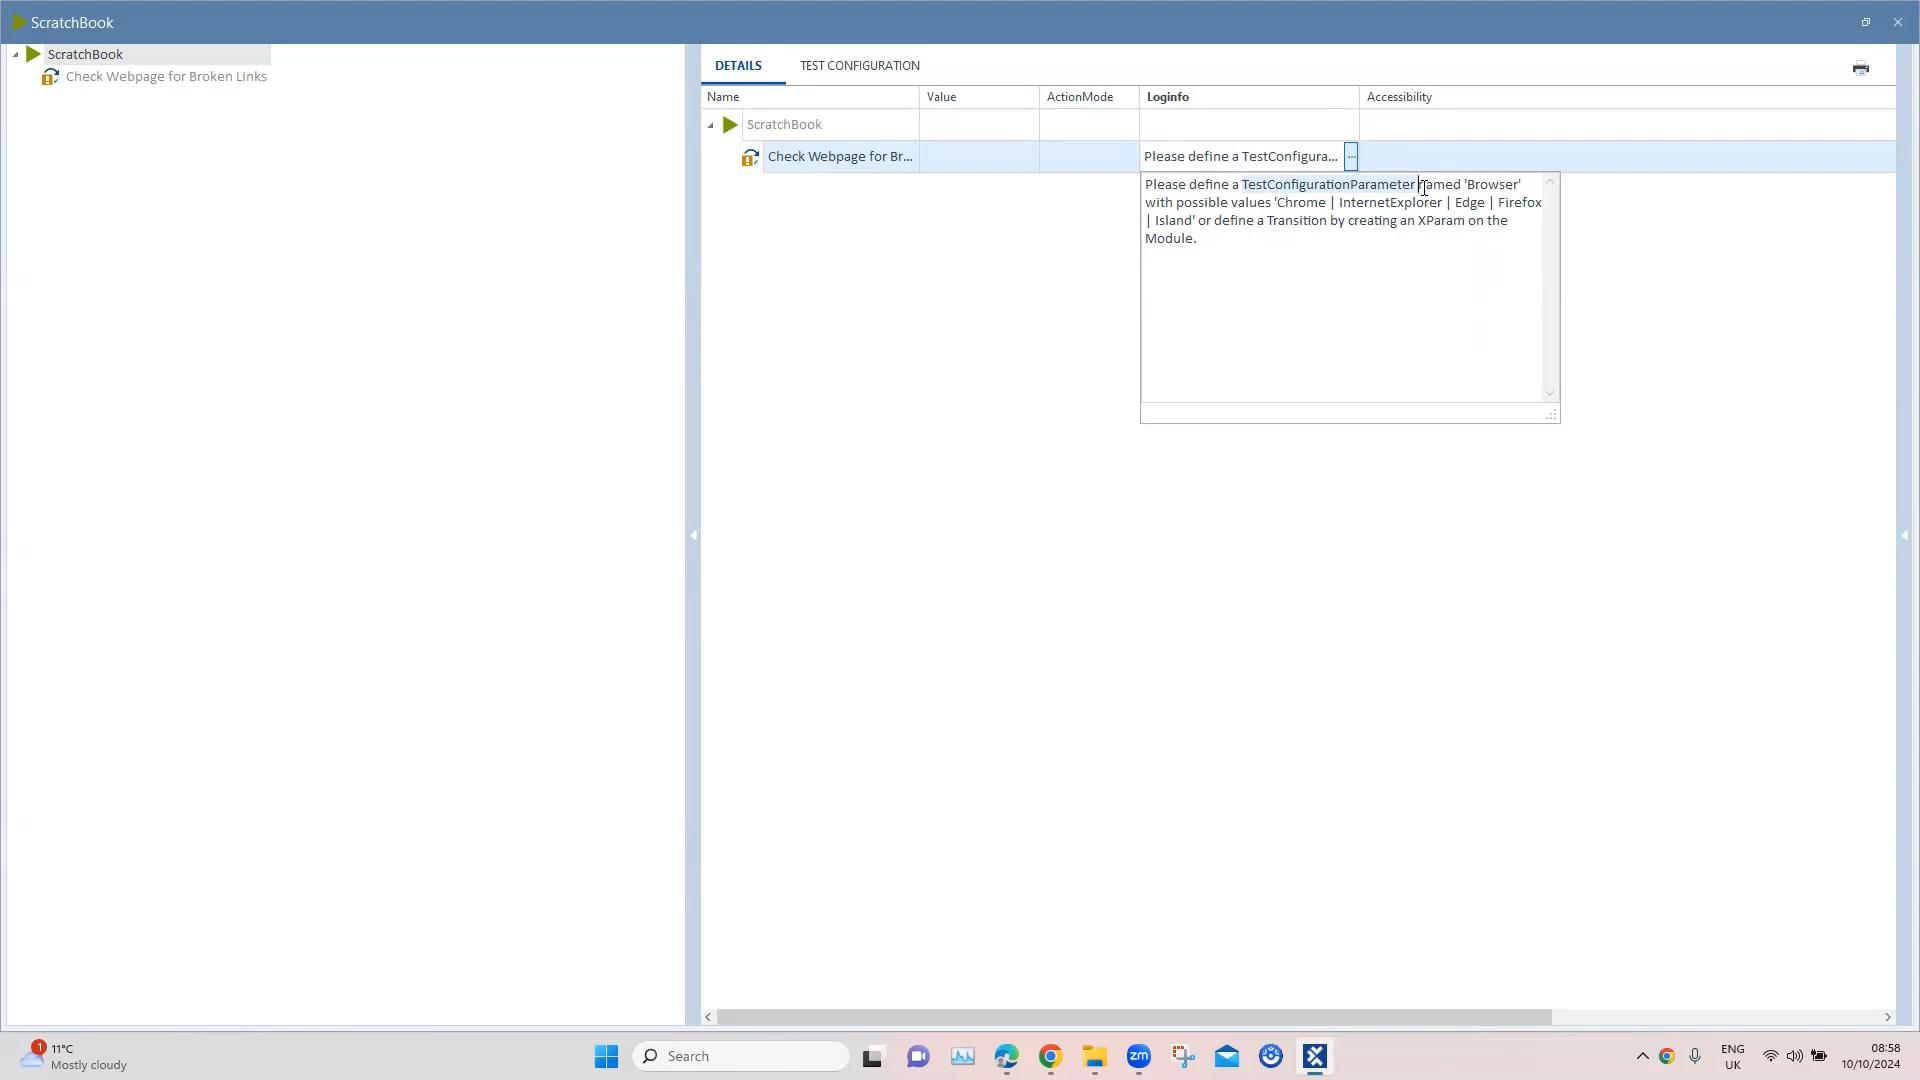 ScratchBook
ScratchBook
Check Webpage for Broken Links
DETAILS
TEST CONFIGURATION
Name
Value
ActionMode
Loginfo
Accessibility
ScratchBook
Check Webpage for Br...
Please define a TestConfigura...
...
Please define a TestConfigurationParameter named 'Browser'
with possible values 'Chrome | InternetExplorer | Edge | Firefox
| Island' or define a Transition by creating an XParam on the
Module.
1
11°C
Mostly cloudy
Search
zm
ENG
UK
08:58
10/10/2024